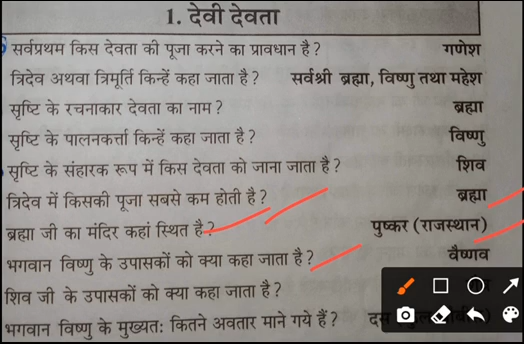 1. देवी देवता
सर्वप्रथम किस देवता की पूजा करने का प्रावधान है? गणेश
त्रिदेव अथवा त्रिमूर्ति किन्हें कहा जाता है? सर्वश्री ब्रह्मा, विष्णु तथा महेश
सृष्टि के रचनाकार देवता का नाम? ब्रह्मा
सृष्टि के पालनकर्त्ता किन्हें कहा जाता है? विष्णु
सृष्टि के संहारक रूप में किस देवता को जाना जाता है? शिव
त्रिदेव में किसकी पूजा सबसे कम होती है? ब्रह्मा
ब्रह्मा जी का मंदिर कहां स्थित है? पुष्कर (राजस्थान)
भगवान विष्णु के उपासकों को क्या कहा जाता है? वैष्णव
शिव जी के उपासकों को क्या कहा जाता है?
भगवान विष्णु के मुख्यतः कितने अवतार माने गये हैं? दस